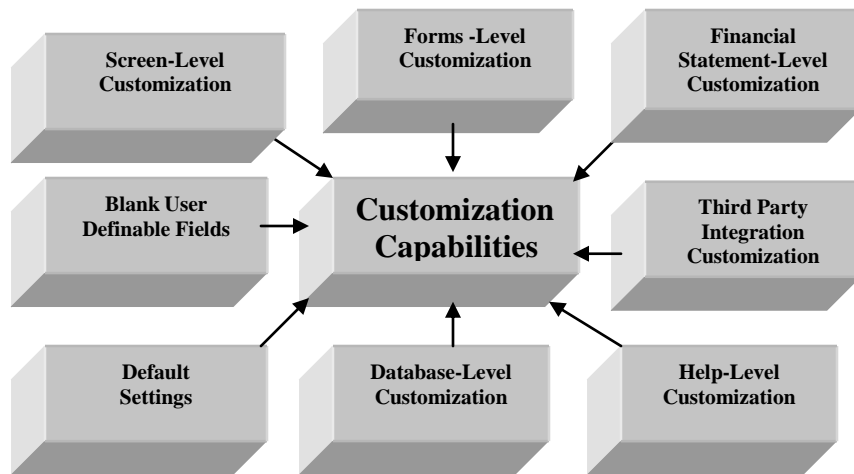 Screen-Level
Customization
Forms -Level
Customization
Financial
Statement-Level
Customization
Blank User
Definable Fields
Customization
Capabilities
Third Party
Integration
Customization
Default
Settings
Database-Level
Customization
Help-Level
Customization